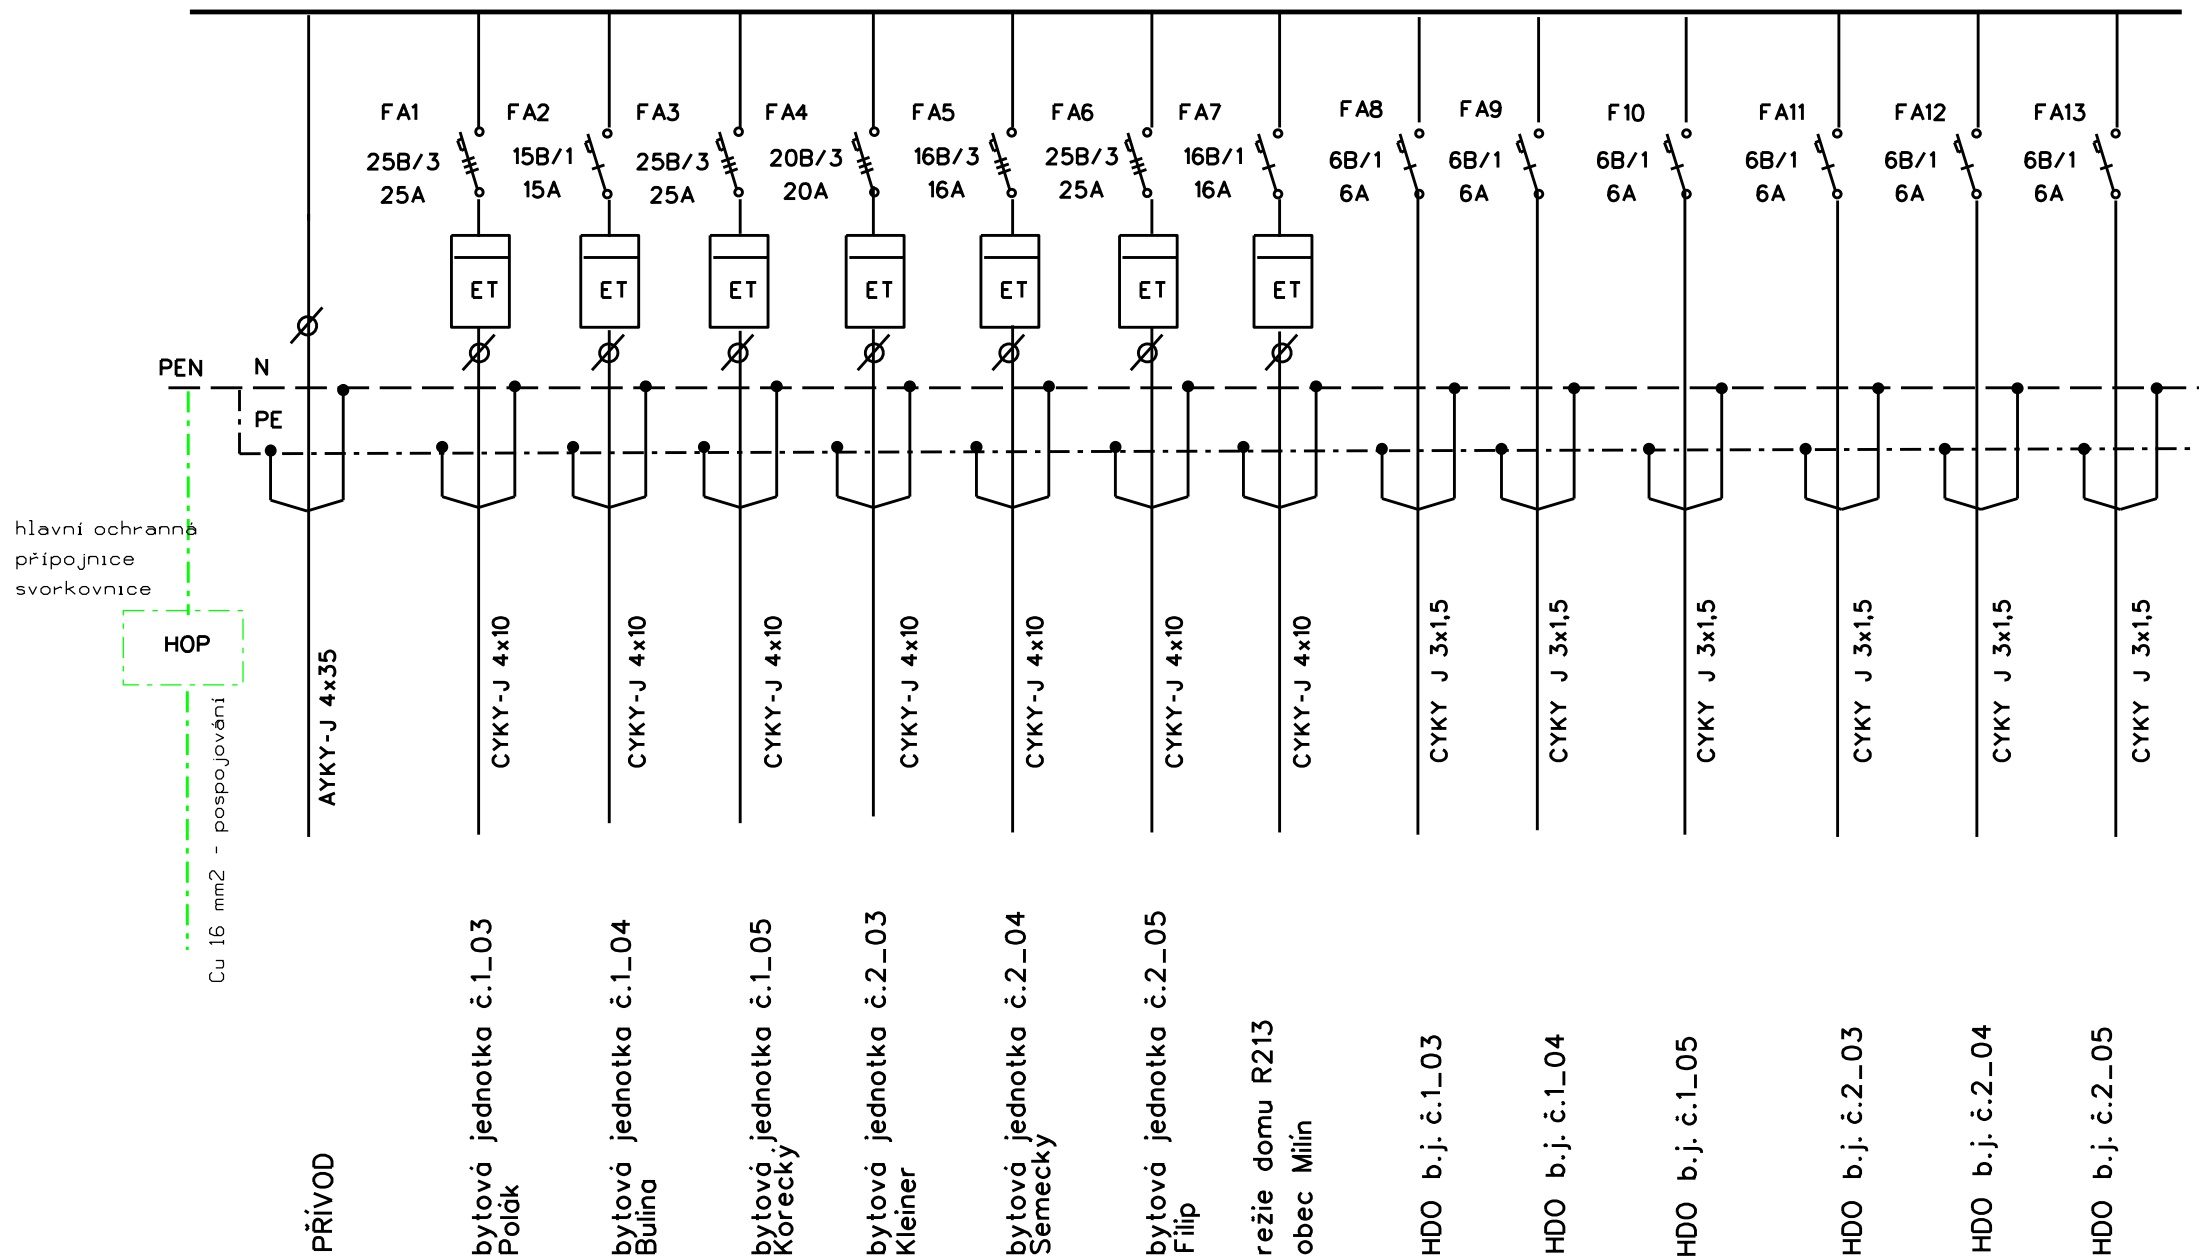 FA1
25B/3
25A
FA2
15B/1
15A
FA3
25B/3
25A
FA4
20B/3
20A
FA5
16B/3
16A
FA6
25B/3
25A
FA7
16B/1
16A
FA8
6B/1
6A
FA9
6B/1
6A
F10
6B/1
6A
FA11
6B/1
6A
FA12
6B/1
6A
FA13
6B/1
6A
ET
ET
ET
ET
ET
ET
ET
PEN
N
PE
hlavní ochranná
přípojnice
svorkovnice
HOP
Cu 16 mm2 - pospojování
AYKY-J 4x35
CYKY-J 4x10
CYKY-J 4x10
CYKY-J 4x10
CYKY-J 4x10
CYKY-J 4x10
CYKY-J 4x10
CYKY-J 4x10
CYKY J 3x1,5
CYKY J 3x1,5
CYKY J 3x1,5
CYKY J 3x1,5
CYKY J 3x1,5
CYKY J 3x1,5
PŘÍVOD
bytová jednotka č.1_03
Polák
bytová jednotka č.1_04
Bulina
bytová jednotka č.1_05
Korecký
bytová jednotka č.2_03
Kleiner
bytová jednotka č.2_04
Semecký
bytová jednotka č.2_05
Filip
režie domu R213
obec Milín
HDO b.j. č.1_03
HDO b.j. č.1_04
HDO b.j. č.1_05
HDO b.j. č.2_03
HDO b.j. č.2_04
HDO b.j. č.2_05